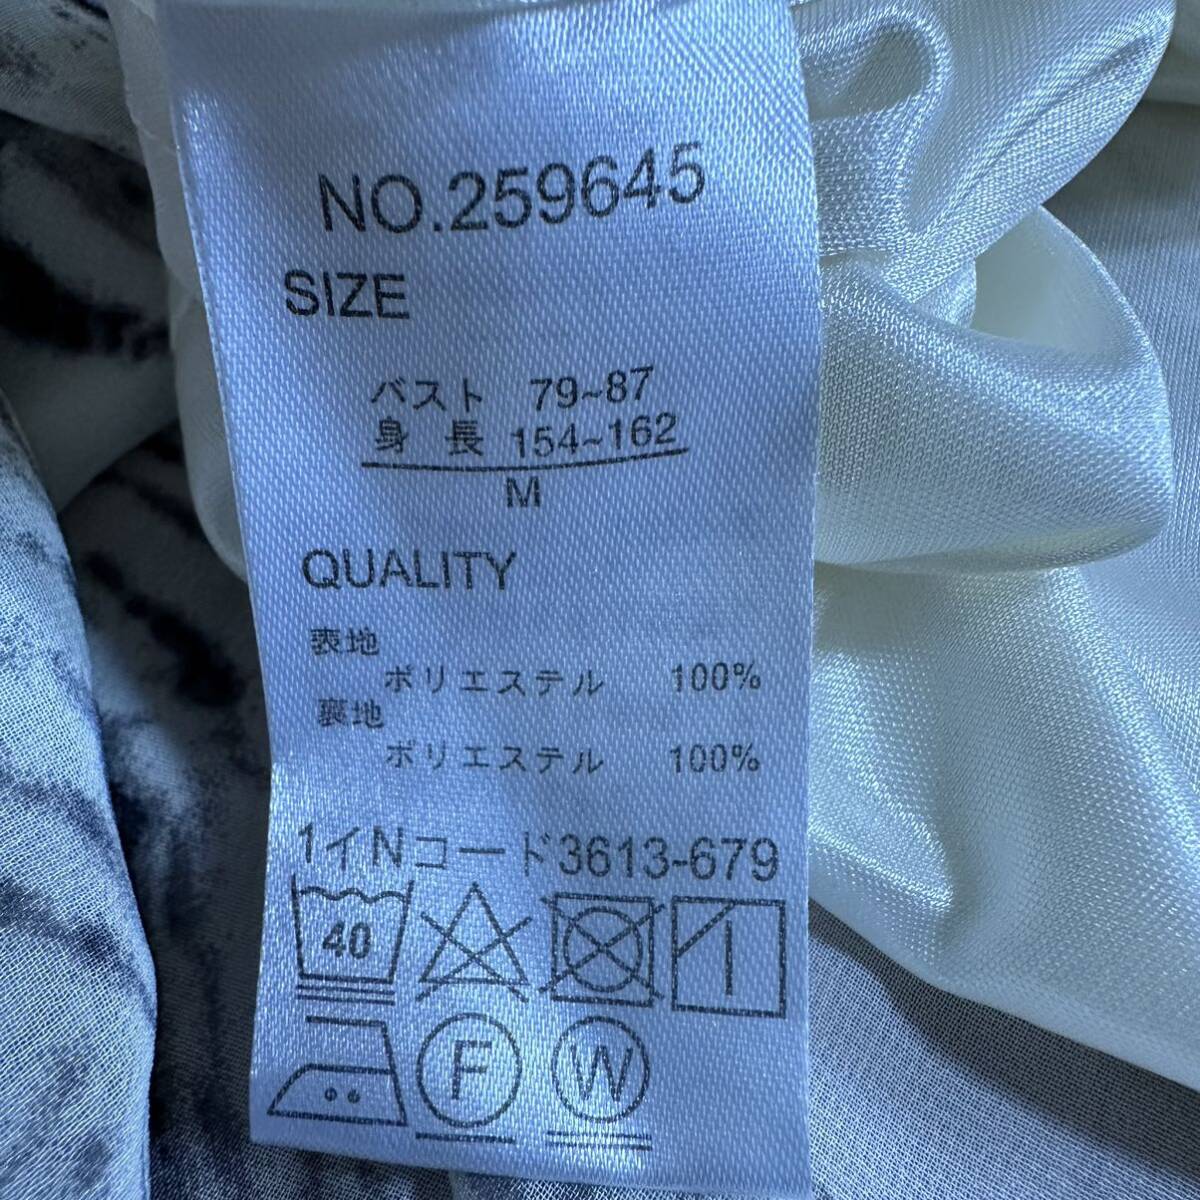 NO.259645
SIZE
バスト 79~87
身長 154~162
M
QUALITY
表地
ポリエステル 100%
裏地
ポリエステル 100%
1イNコード3613-679
40
F W